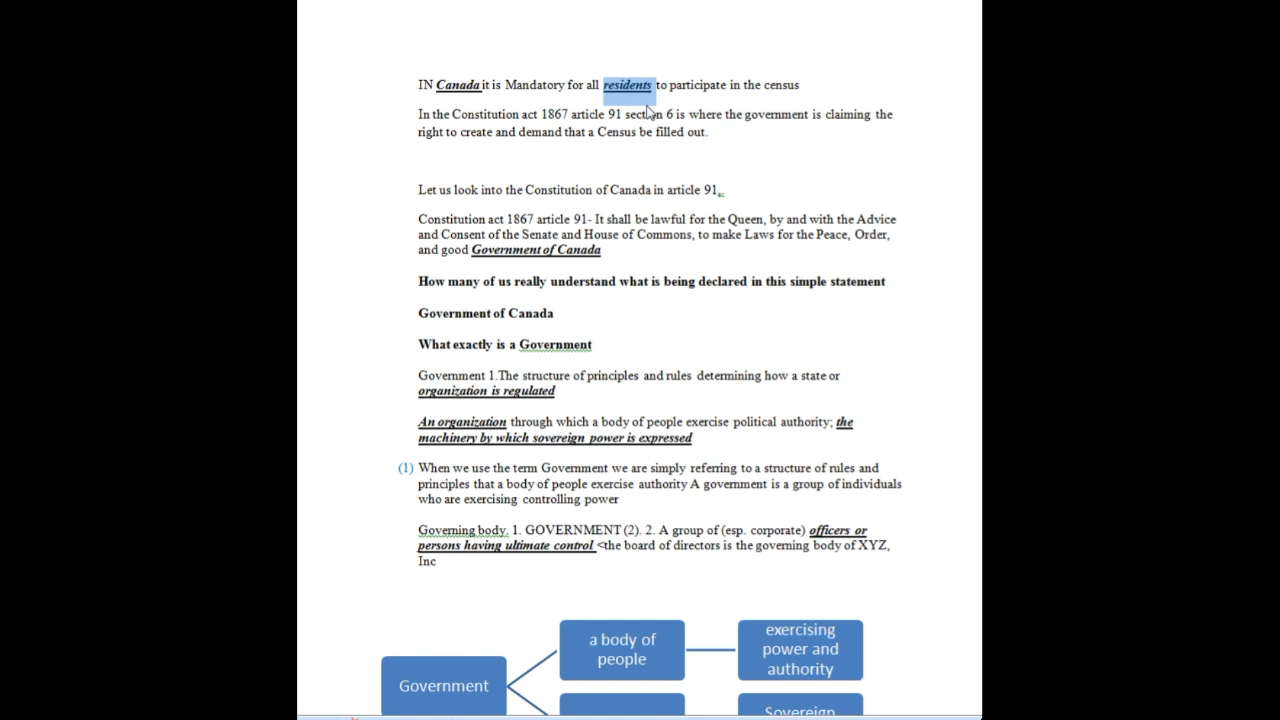 IN Canada it is Mandatory for all residents to participate in the census
In the Constitution act 1867 article 91 section 6 is where the government is claiming the
right to create and demand that a Census be filled out.
Let us look into the Constitution of Canada in article 91,
Constitution act 1867 article 91- It shall be lawful for the Queen, by and with the Advice
and Consent of the Senate and House of Commons, to make Laws for the Peace, Order,
and good Government of Canada
How many of us really understand what is being declared in this simple statement
Government of Canada
What exactly is a Government
Government 1.The structure of principles and rules determining how a state or
organization is regulated
An organization through which a body of people exercise political authority; the
machinery by which sovereign power is expressed
(1) When we use the term Government we are simply referring to a structure of rules and
principles that a body of people exercise authority A government is a group of individuals
who are exercising controlling power
Governing body. 1. GOVERNMENT (2). 2. A group of (esp. corporate) officers or
persons having ultimate control <the board of directors is the governing body of XYZ,
Inc
a body of
people
exercising
power and
authority
Government
Sovereign